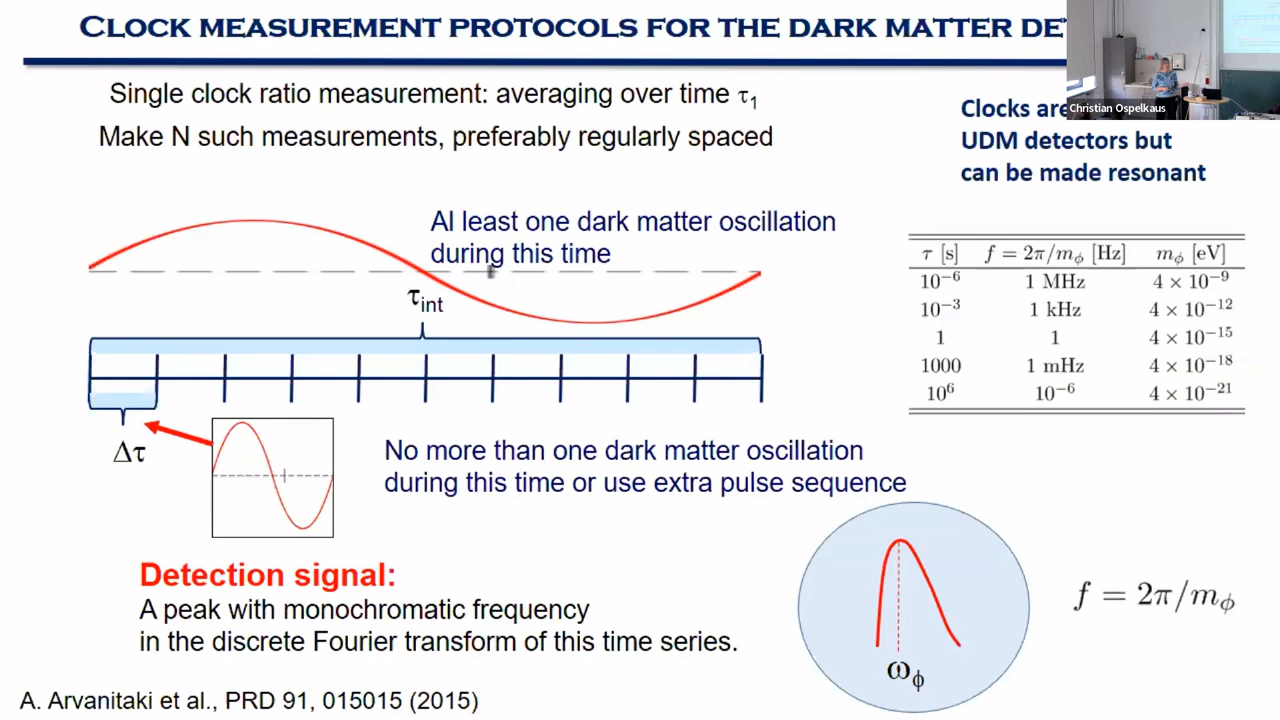 CLOCK MEASUREMENT PROTOCOLS FOR THE DARK MATTER
Single clock ratio measurement: averaging over time τ₁
Make N such measurements, preferably regularly spaced
Christian Ospelkaus
Clocks are
UDM detectors but
can be made resonant
Al least one dark matter oscillation
during this time
τint
Δτ
No more than one dark matter oscillation
during this time or use extra pulse sequence
τ [s] f = 2π/mϕ [Hz] mϕ [eV]
10⁻⁶ 1 MHz 4 × 10⁻⁹
10⁻³ 1 kHz 4 × 10⁻¹²
1 1 4 × 10⁻¹⁵
1000 1 mHz 4 × 10⁻¹⁸
10⁶ 10⁻⁶ 4 × 10⁻²¹
Detection signal:
A peak with monochromatic frequency
in the discrete Fourier transform of this time series.
ωϕ
f = 2π/mϕ
A. Arvanitaki et al., PRD 91, 015015 (2015)